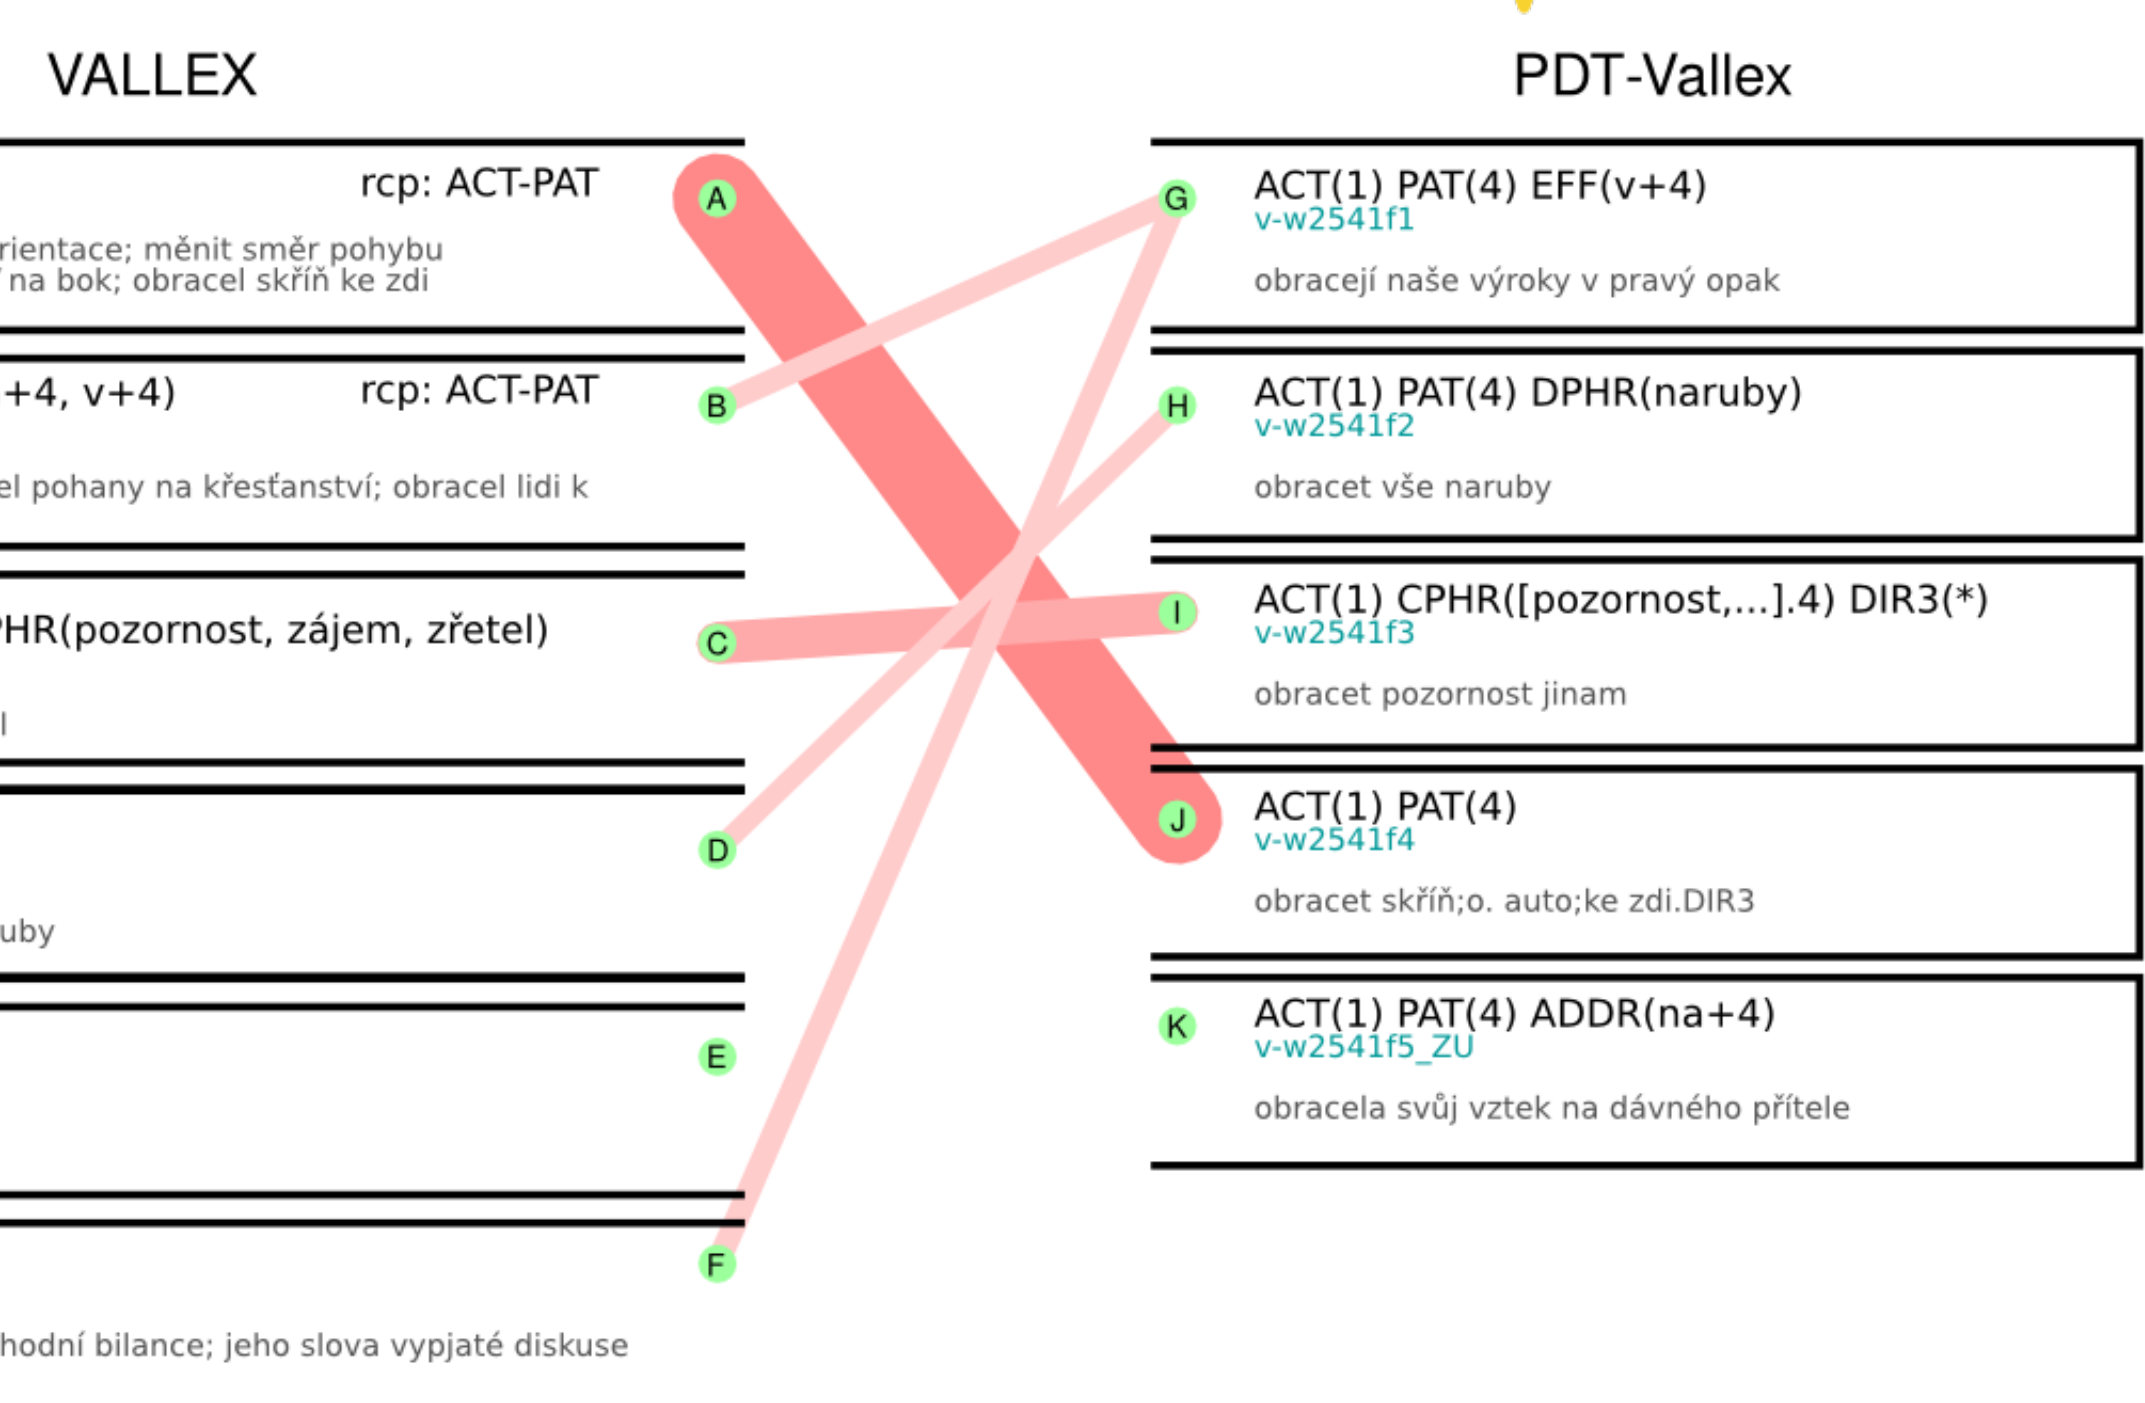 VALLEX
PDT-Vallex
rcp: ACT-PAT
A
rientace; měnit směr pohybu
na bok; obracel skříň ke zdi
+4, v+4)
rcp: ACT-PAT
B
el pohany na křesťanství; obracel lidi k
PHR(pozornost, zájem, zřetel)
C
l
D
uby
E
F
hodní bilance; jeho slova vypjaté diskuse
G
ACT(1) PAT(4) EFF(v+4)
v-w2541f1
obracejí naše výroky v pravý opak
H
ACT(1) PAT(4) DPHR(naruby)
v-w2541f2
obracet vše naruby
I
ACT(1) CPHR([pozornost,...].4) DIR3(*)
v-w2541f3
obracet pozornost jinam
J
ACT(1) PAT(4)
v-w2541f4
obracet skříň;o. auto;ke zdi.DIR3
K
ACT(1) PAT(4) ADDR(na+4)
v-w2541f5_ZU
obracela svůj vztek na dávného přítele